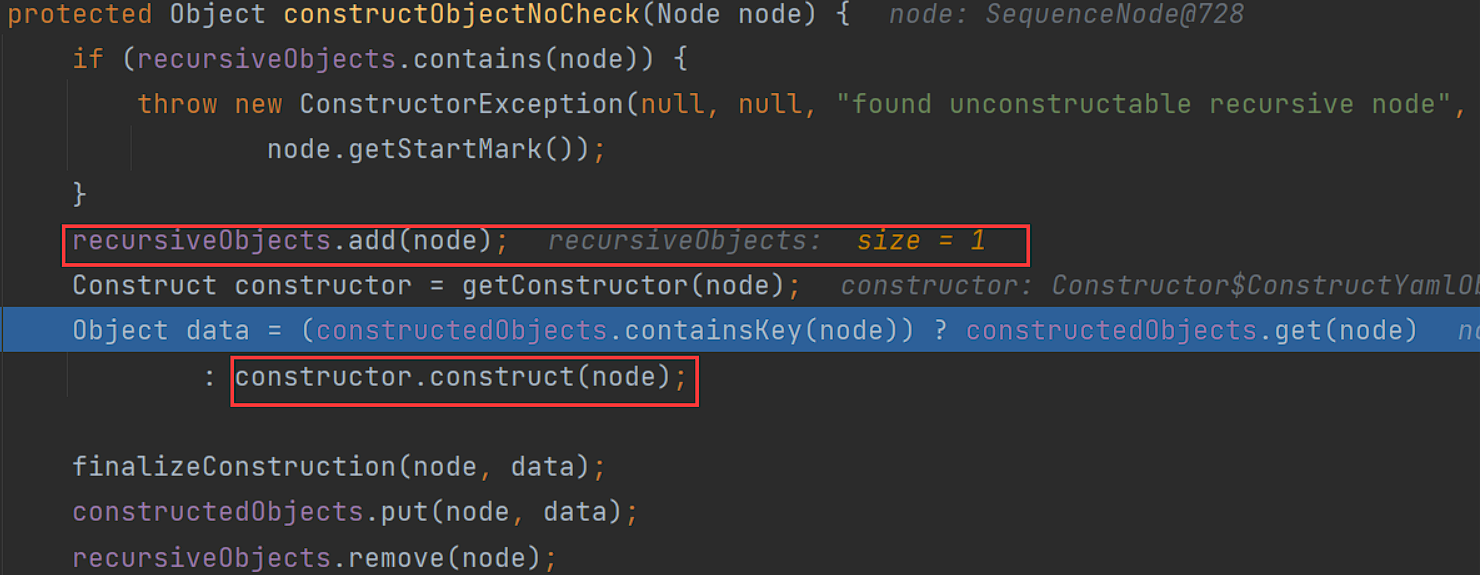 protected Object constructObjectNoCheck(Node node) {   node: SequenceNode@728
if (recursiveObjects.contains(node)) {
throw new ConstructorException(null, null, "found unconstructable recursive node",
node.getStartMark());
}
recursiveObjects.add(node);   recursiveObjects:  size = 1
Construct constructor = getConstructor(node);   constructor: Constructor$ConstructYamlOb
Object data = (constructedObjects.containsKey(node)) ? constructedObjects.get(node)
: constructor.construct(node);
finalizeConstruction(node, data);
constructedObjects.put(node, data);
recursiveObjects.remove(node);